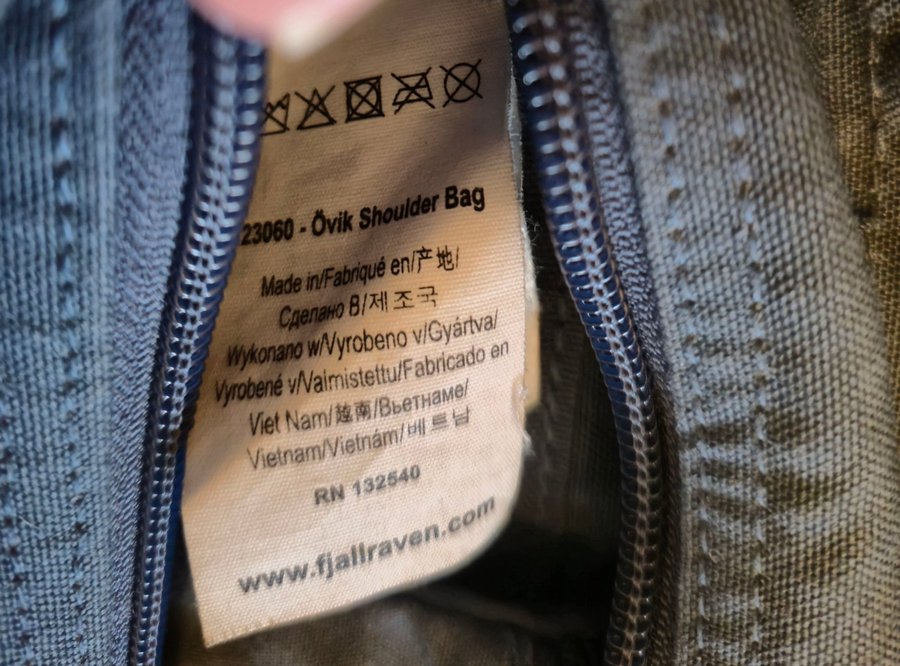 23060 - Övik Shoulder Bag
Made in/Fabriqué en/产地/
Сделано В/제조국
Wykonano w/Vyrobeno v/Gyártva/
Vyrobené v/Valmistettu/Fabricado en
Viet Nam/越南/Вьетнаме/
Vietnam/Vietnám/베트남
RN 132540
www.fjallraven.com